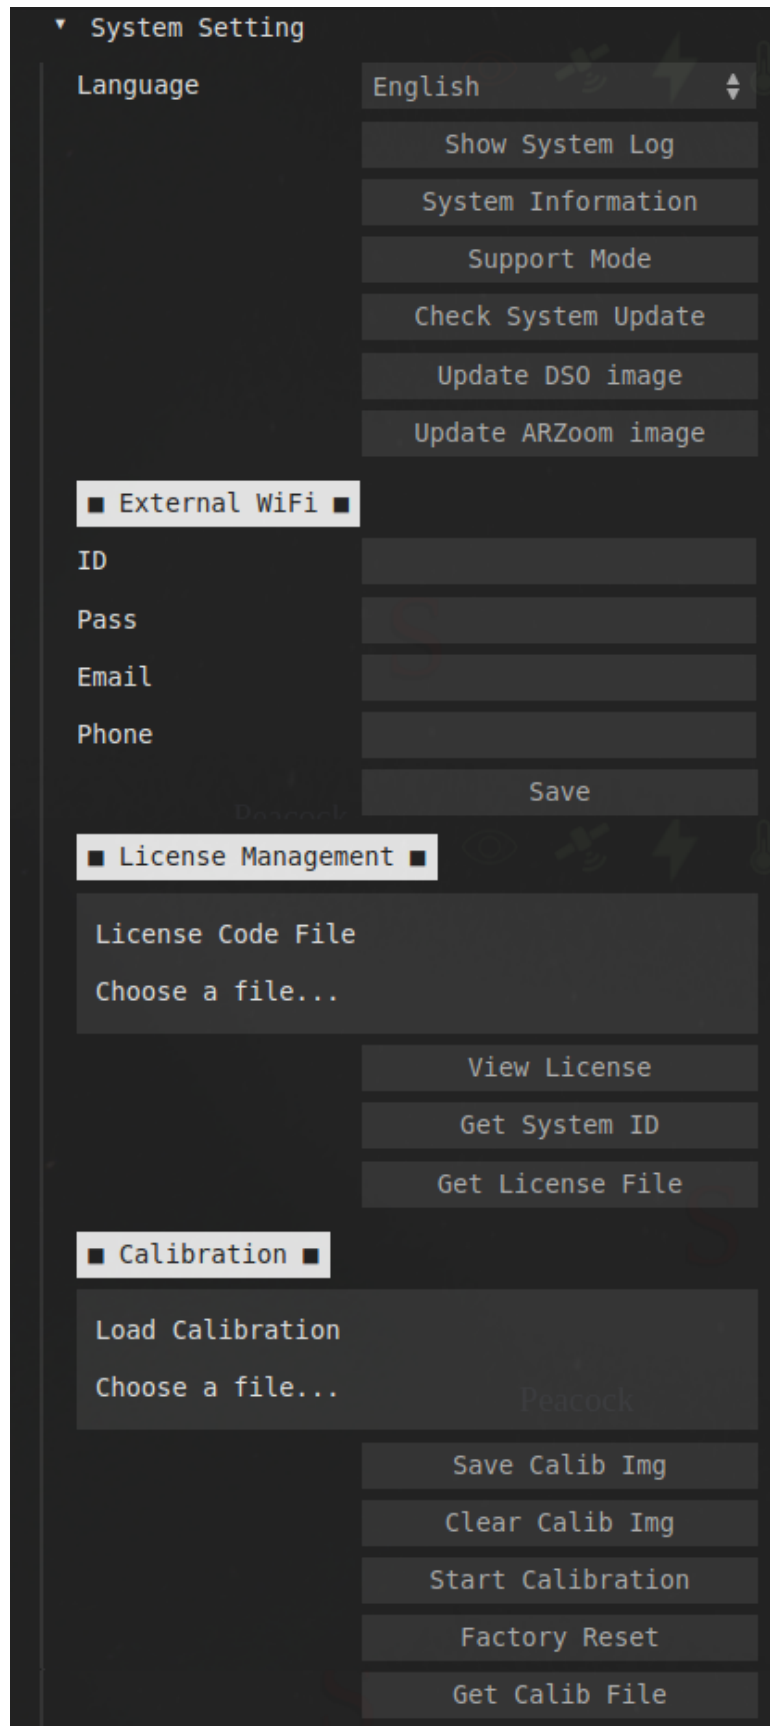 ▼ System Setting
Language English
Show System Log
System Information
Support Mode
Check System Update
Update DSO image
Update ARZoom image
■ External WiFi ■
ID
Pass
Email
Phone
Save
Peacock
■ License Management ■
License Code File
Choose a file...
View License
Get System ID
Get License File
■ Calibration ■
Load Calibration
Choose a file...
Peacock
Save Calib Img
Clear Calib Img
Start Calibration
Factory Reset
Get Calib File